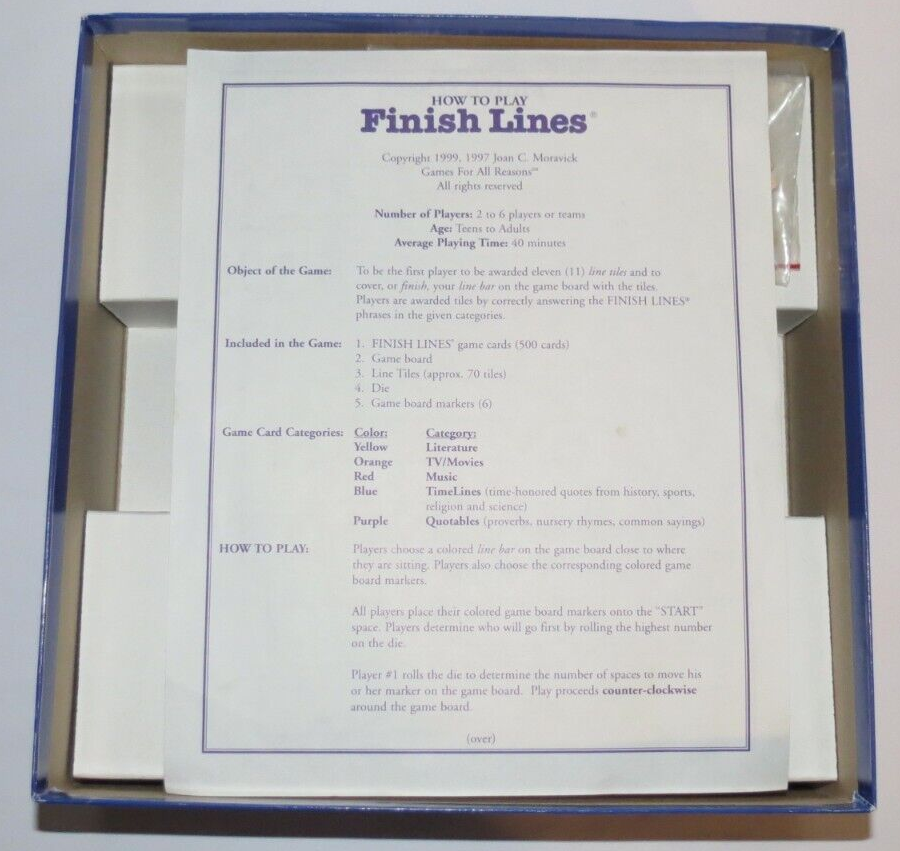 HOW TO PLAY
Finish Lines®
Copyright 1999, 1997 Joan C. Moravick
Games For All Reasons℠
All rights reserved
Number of Players: 2 to 6 players or teams
Age: Teens to Adults
Average Playing Time: 40 minutes
Object of the Game: To be the first player to be awarded eleven (11) line tiles and to
cover, or finish, your line bar on the game board with the tiles.
Players are awarded tiles by correctly answering the FINISH LINES®
phrases in the given categories.
Included in the Game: 1. FINISH LINES® game cards (500 cards)
2. Game board
3. Line Tiles (approx. 70 tiles)
4. Die
5. Game board markers (6)
Game Card Categories: Color: Category:
Yellow Literature
Orange TV/Movies
Red Music
Blue TimeLines (time-honored quotes from history, sports,
religion and science)
Purple Quotables (proverbs, nursery rhymes, common sayings)
HOW TO PLAY: Players choose a colored line bar on the game board close to where
they are sitting. Players also choose the corresponding colored game
board markers.
All players place their colored game board markers onto the "START"
space. Players determine who will go first by rolling the highest number
on the die.
Player #1 rolls the die to determine the number of spaces to move his
or her marker on the game board. Play proceeds counter-clockwise
around the game board.
(over)